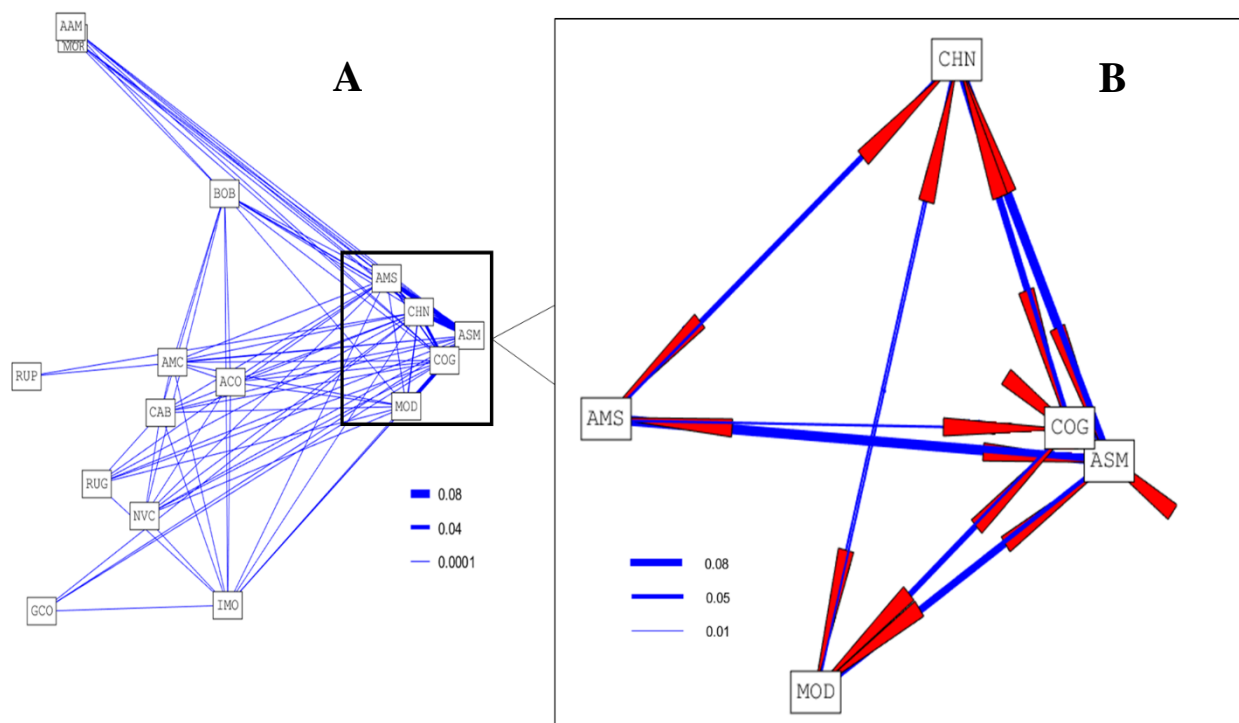 AAM
MOR
A
BOB
AMS
CHN
ASM
COG
AMC
ACO
RUP
CAB
MOD
RUG
NVC
GCO
IMO
0.08
0.04
0.0001
CHN
B
AMS
COG
ASM
MOD
0.08
0.05
0.01